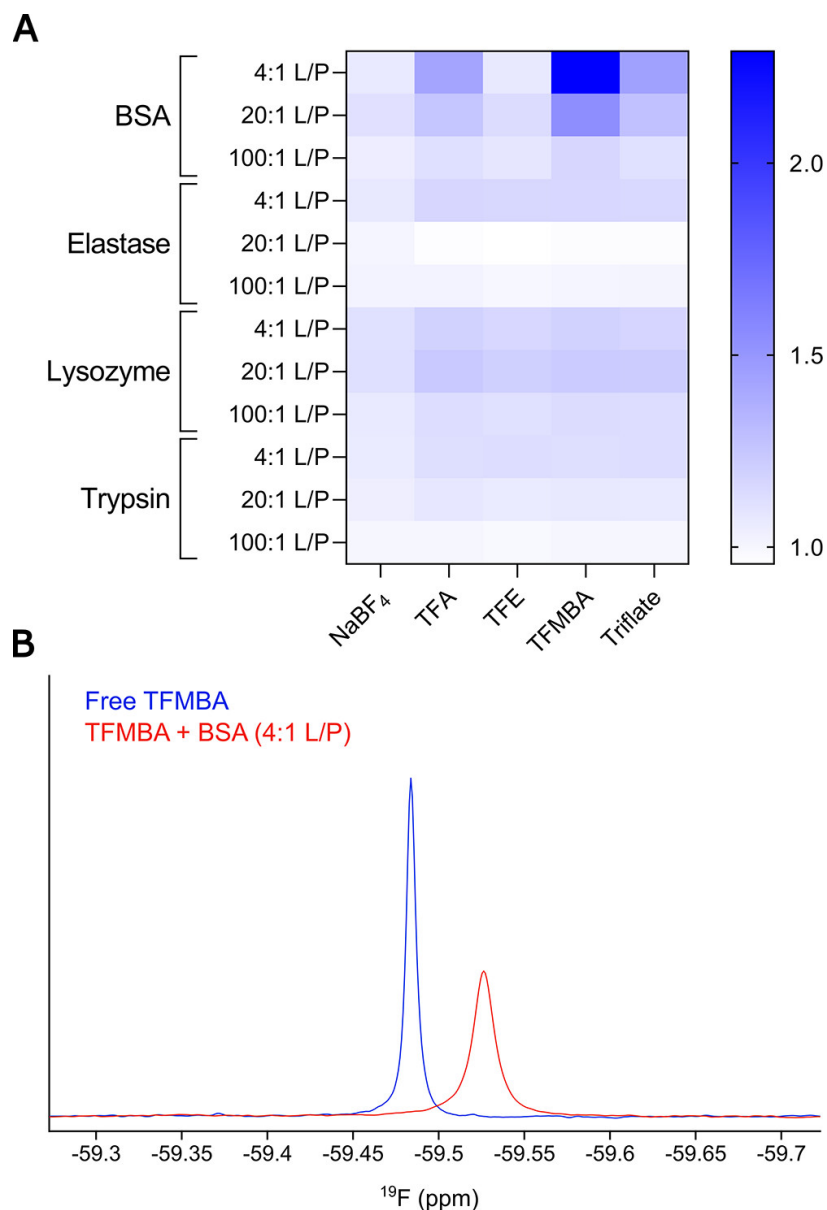 A
BSA
4:1 L/P
20:1 L/P
100:1 L/P
Elastase
4:1 L/P
20:1 L/P
100:1 L/P
Lysozyme
4:1 L/P
20:1 L/P
100:1 L/P
Trypsin
4:1 L/P
20:1 L/P
100:1 L/P
NaBF₄
TFA
TFE
TFMBA
Triflate
2.0
1.5
1.0
B
Free TFMBA
TFMBA + BSA (4:1 L/P)
-59.3 -59.35 -59.4 -59.45 -59.5 -59.55 -59.6 -59.65 -59.7
¹⁹F (ppm)